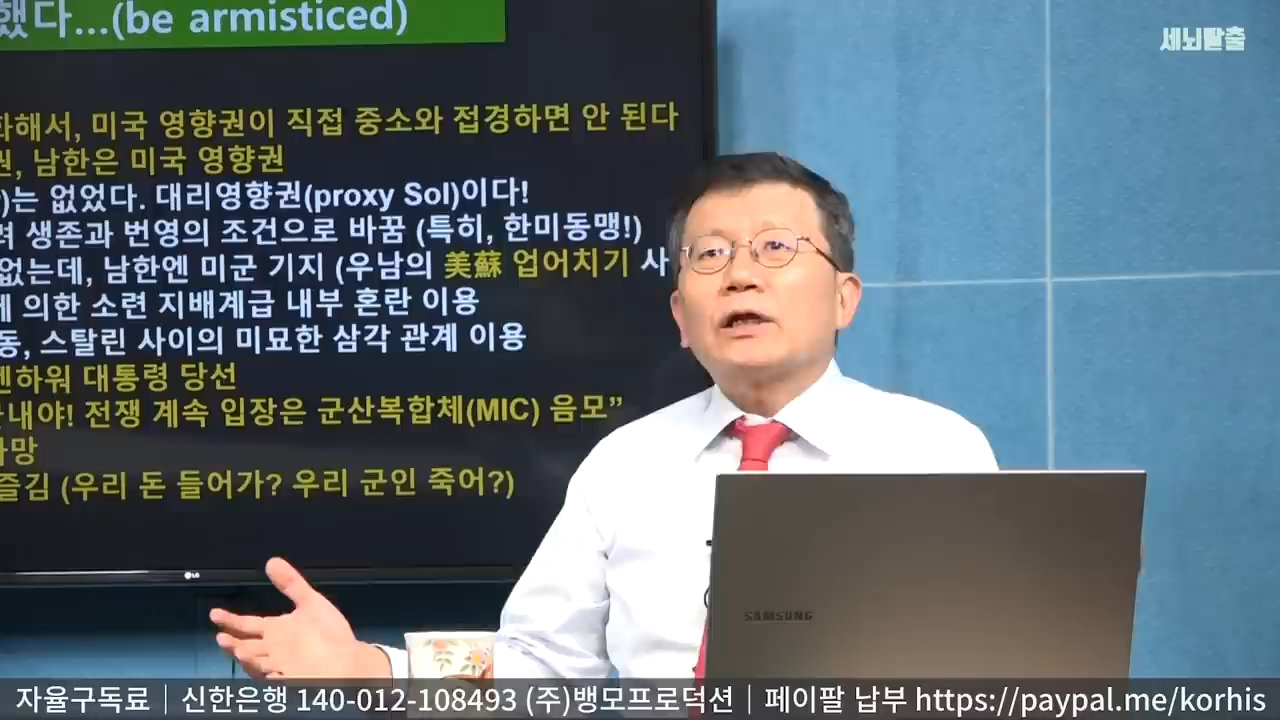 했다...(be armisticed)
세뇌탈출
화해서, 미국 영향권이 직접 중소와 접경하면 안 된다
권, 남한은 미국 영향권
)는 없었다. 대리영향권(proxy SoI)이다!
려 생존과 번영의 조건으로 바꿈 (특히, 한미동맹!)
없는데, 남한엔 미군 기지 (우남의 美蘇 업어치기 사
에 의한 소련 지배계급 내부 혼란 이용
동, 스탈린 사이의 미묘한 삼각 관계 이용
젠하워 대통령 당선
끝내야! 전쟁 계속 입장은 군산복합체(MIC) 음모”
사망
즐김 (우리 돈 들어가? 우리 군인 죽어?)
LG
SAMSUNG
자율구독료│신한은행 140-012-108493 (주)뱅모프로덕션│페이팔 납부 https://paypal.me/korhis